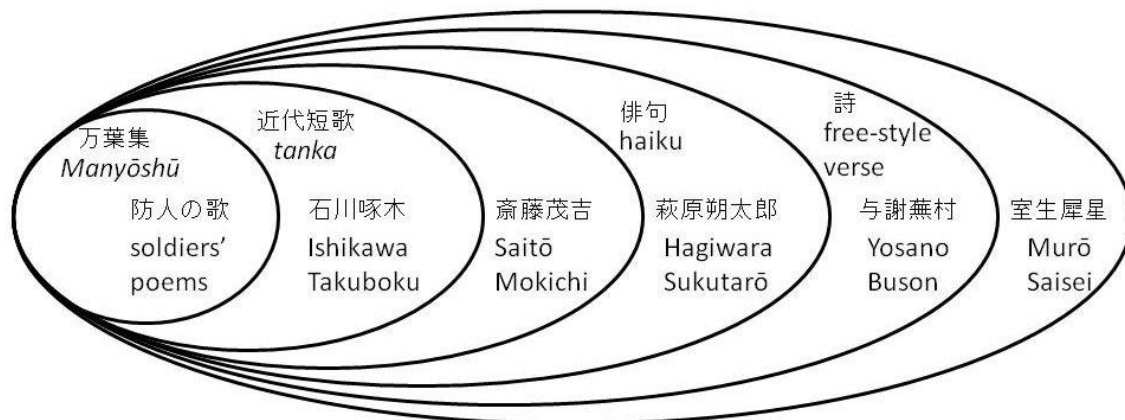 万葉集
Manyōshū
防人の歌
soldiers'
poems
近代短歌
tanka
石川啄木
Ishikawa
Takuboku
斎藤茂吉
Saitō
Mokichi
俳句
haiku
萩原朔太郎
Hagiwara
Sukutarō
詩
free-style
verse
与謝蕪村
Yosano
Buson
室生犀星
Murō
Saisei